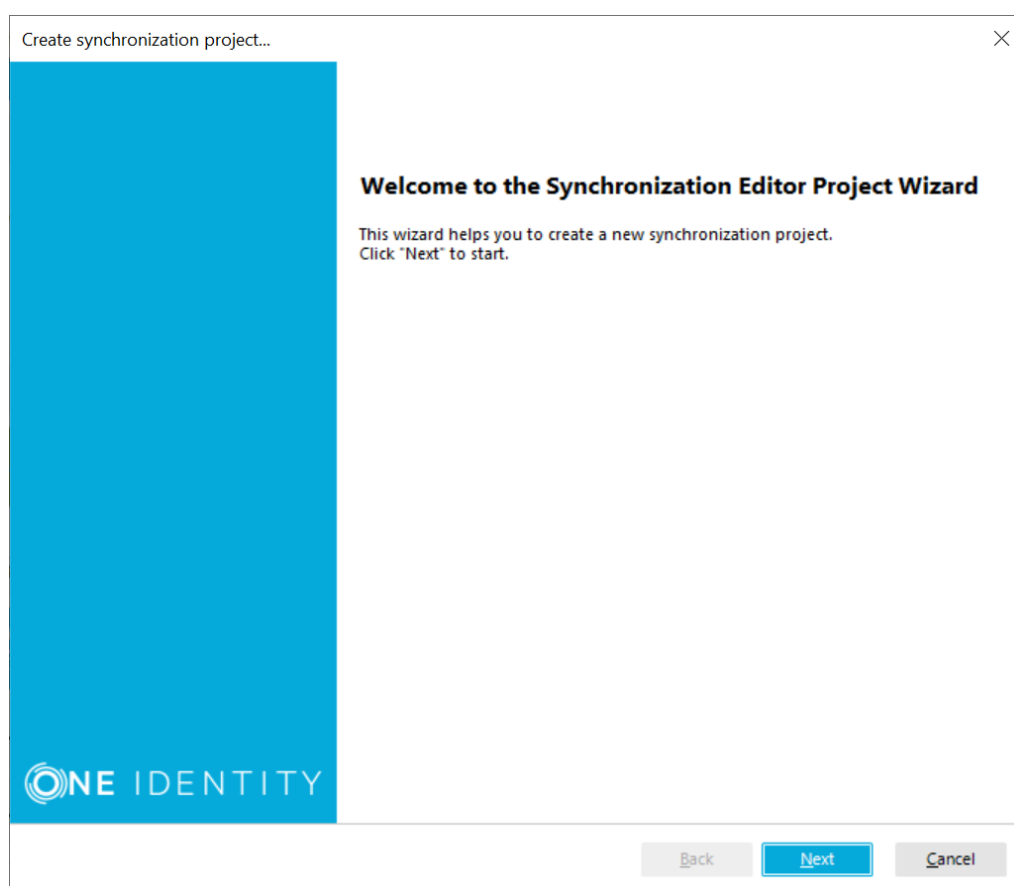 Create synchronization project...
Welcome to the Synchronization Editor Project Wizard
This wizard helps you to create a new synchronization project.
Click "Next" to start.
ONE IDENTITY
Back Next Cancel